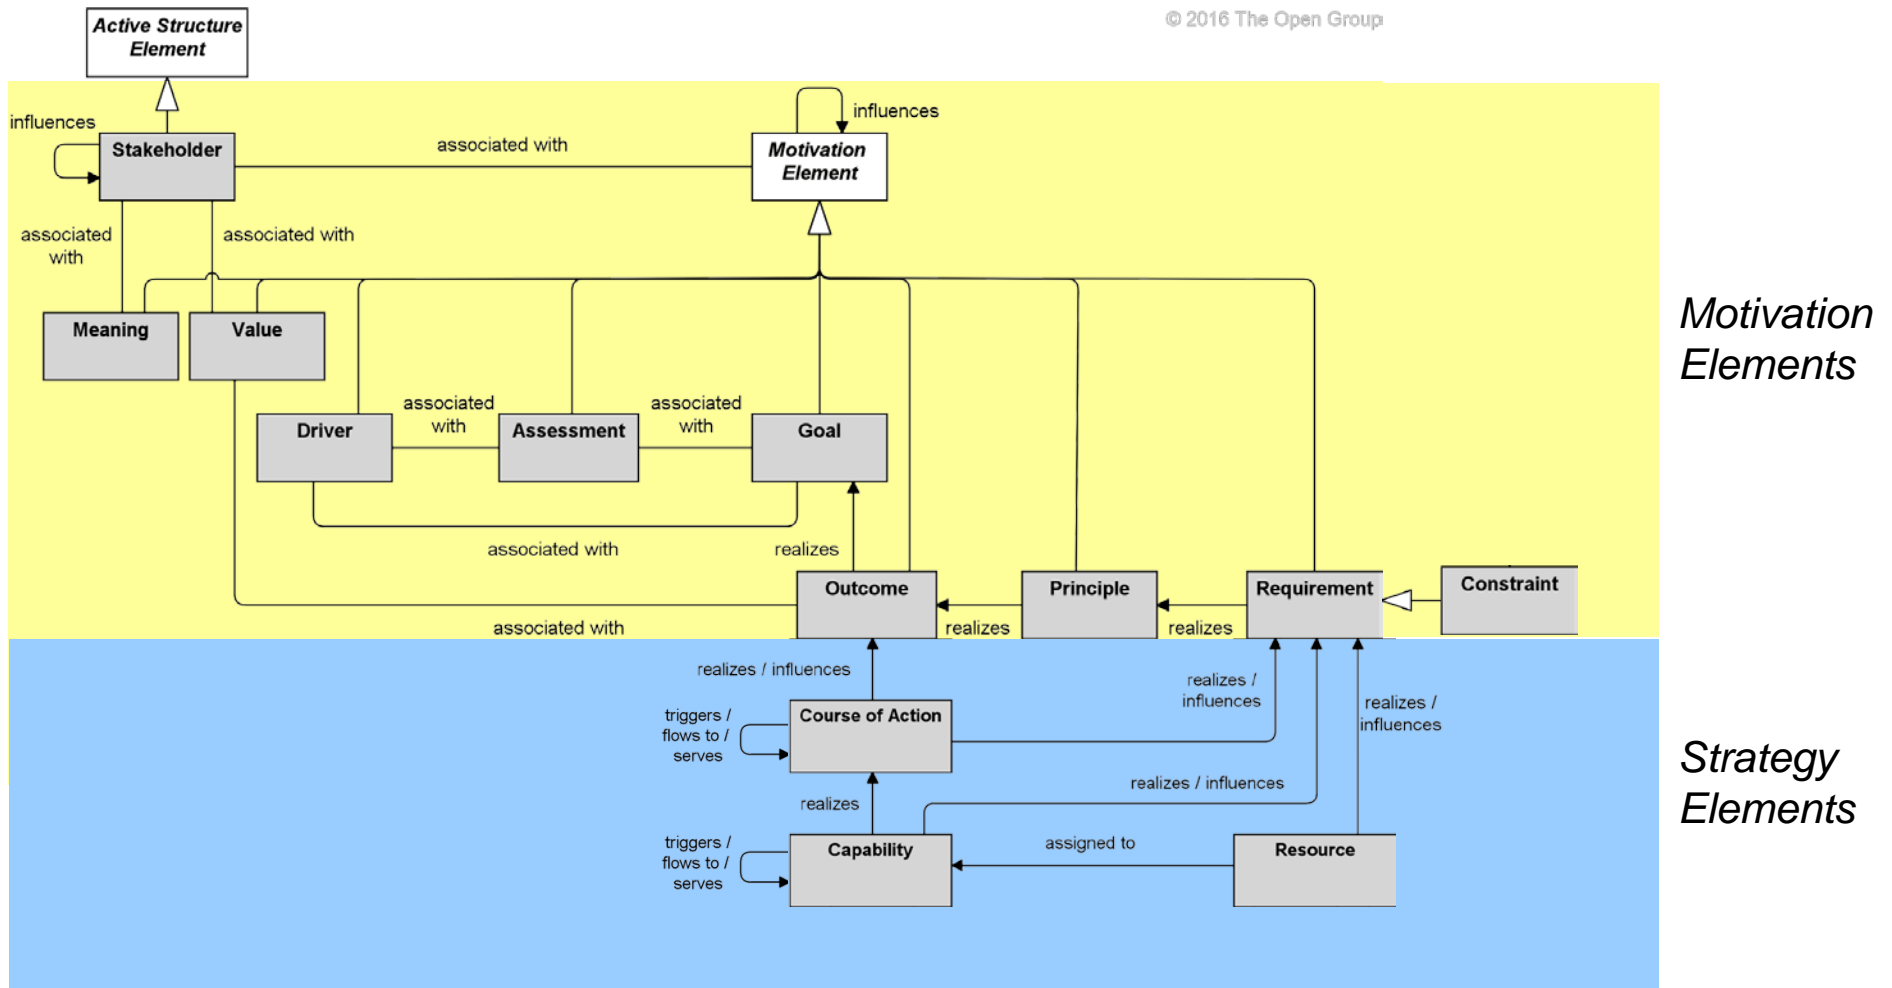 © 2016 The Open Group
Active Structure
Element
influences
Stakeholder
associated with
influences
Motivation
Element
associated
with
associated with
Meaning
Value
Motivation
Elements
associated
with
associated
with
Driver
Assessment
Goal
associated with
realizes
Outcome
Principle
Requirement
Constraint
associated with
realizes
realizes
realizes / influences
realizes /
influences
realizes /
influences
triggers /
flows to /
serves
Course of Action
Strategy
Elements
realizes
realizes / influences
triggers /
flows to /
serves
Capability
assigned to
Resource